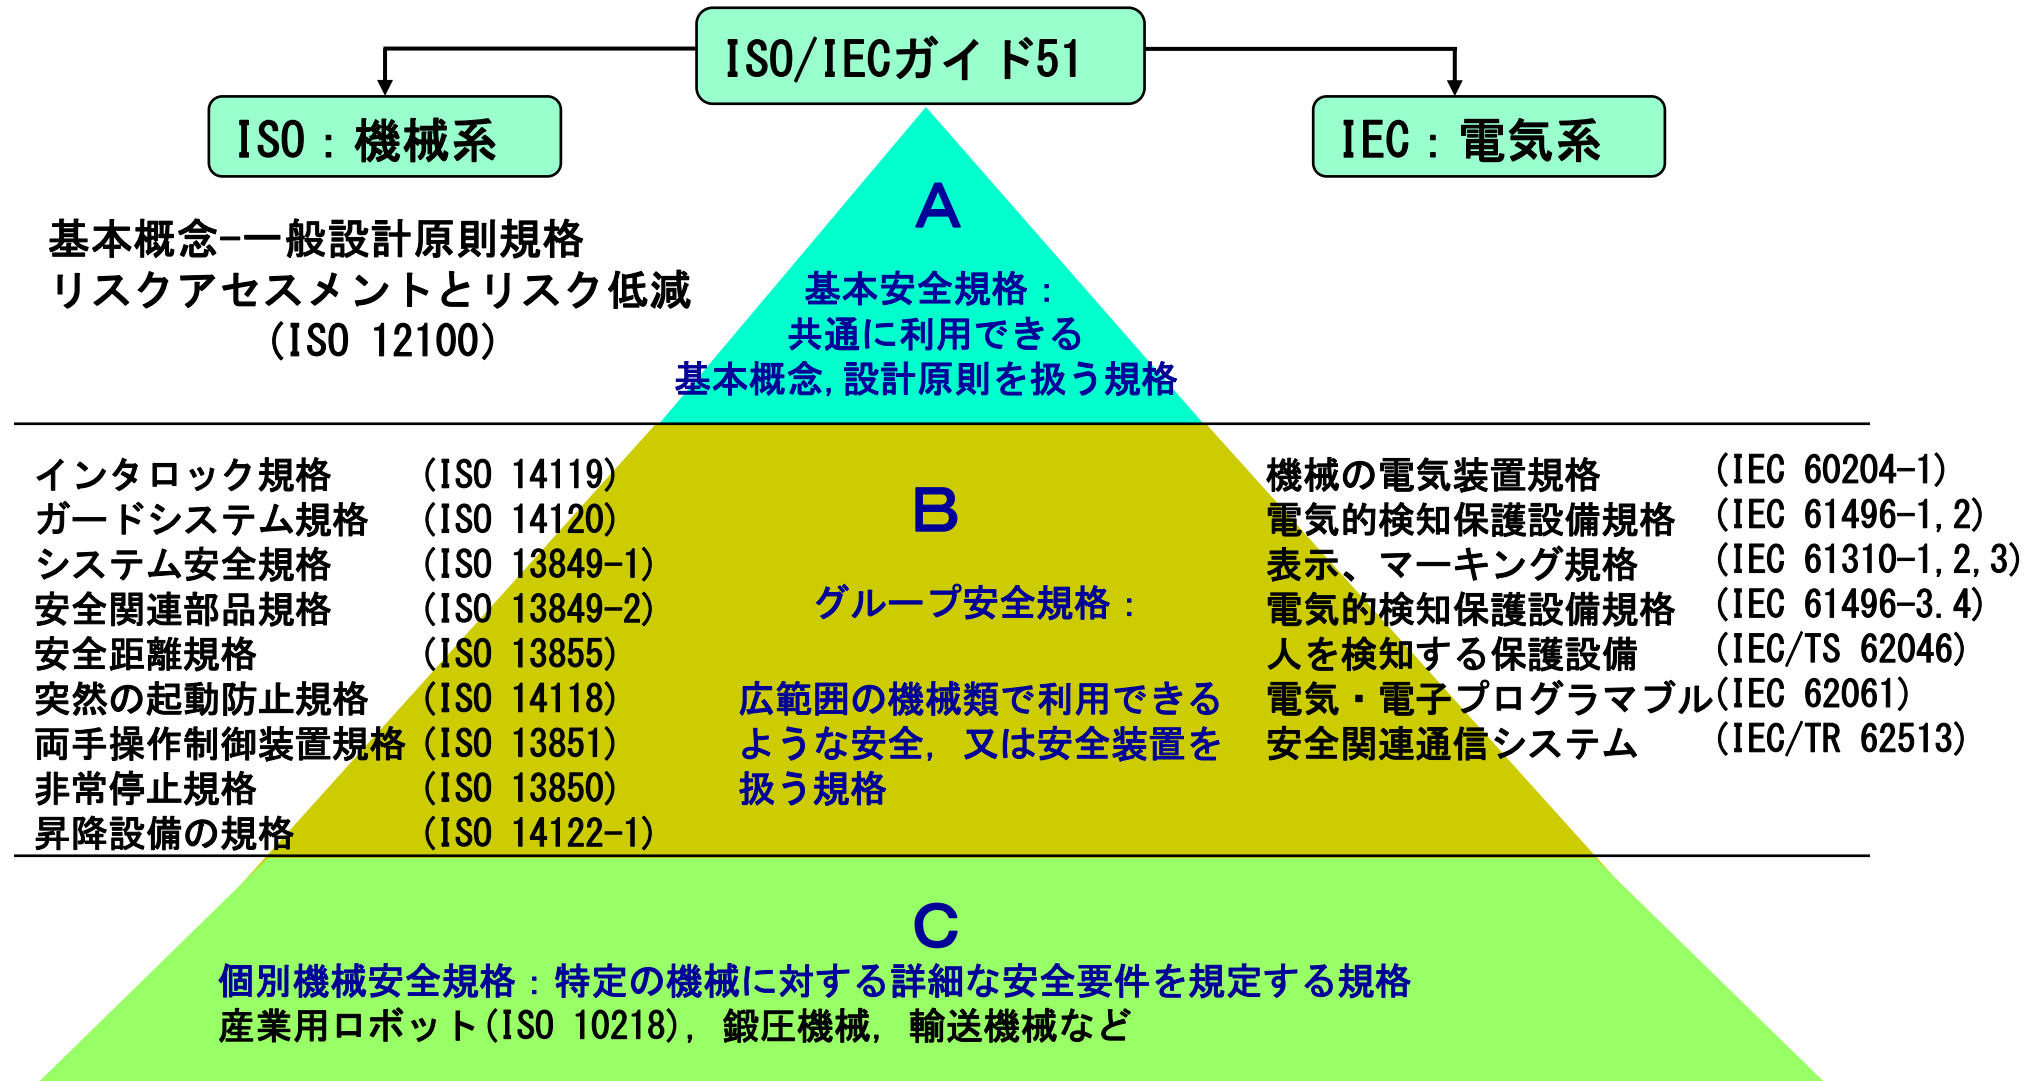 ISO/IECガイド51
ISO：機械系
IEC：電気系
A
基本概念-一般設計原則規格
リスクアセスメントとリスク低減
(ISO 12100)
基本安全規格：
共通に利用できる
基本概念,設計原則を扱う規格
インタロック規格 (ISO 14119)
ガードシステム規格 (ISO 14120)
システム安全規格 (ISO 13849-1)
安全関連部品規格 (ISO 13849-2)
安全距離規格 (ISO 13855)
突然の起動防止規格 (ISO 14118)
両手操作制御装置規格 (ISO 13851)
非常停止規格 (ISO 13850)
昇降設備の規格 (ISO 14122-1)
B
グループ安全規格：
広範囲の機械類で利用できる
ような安全, 又は安全装置を
扱う規格
機械の電気装置規格 (IEC 60204-1)
電気的検知保護設備規格 (IEC 61496-1,2)
表示、マーキング規格 (IEC 61310-1,2,3)
電気的検知保護設備規格 (IEC 61496-3.4)
人を検知する保護設備 (IEC/TS 62046)
電気・電子プログラマブル (IEC 62061)
安全関連通信システム (IEC/TR 62513)
C
個別機械安全規格：特定の機械に対する詳細な安全要件を規定する規格
産業用ロボット(ISO 10218), 鍛圧機械, 輸送機械など